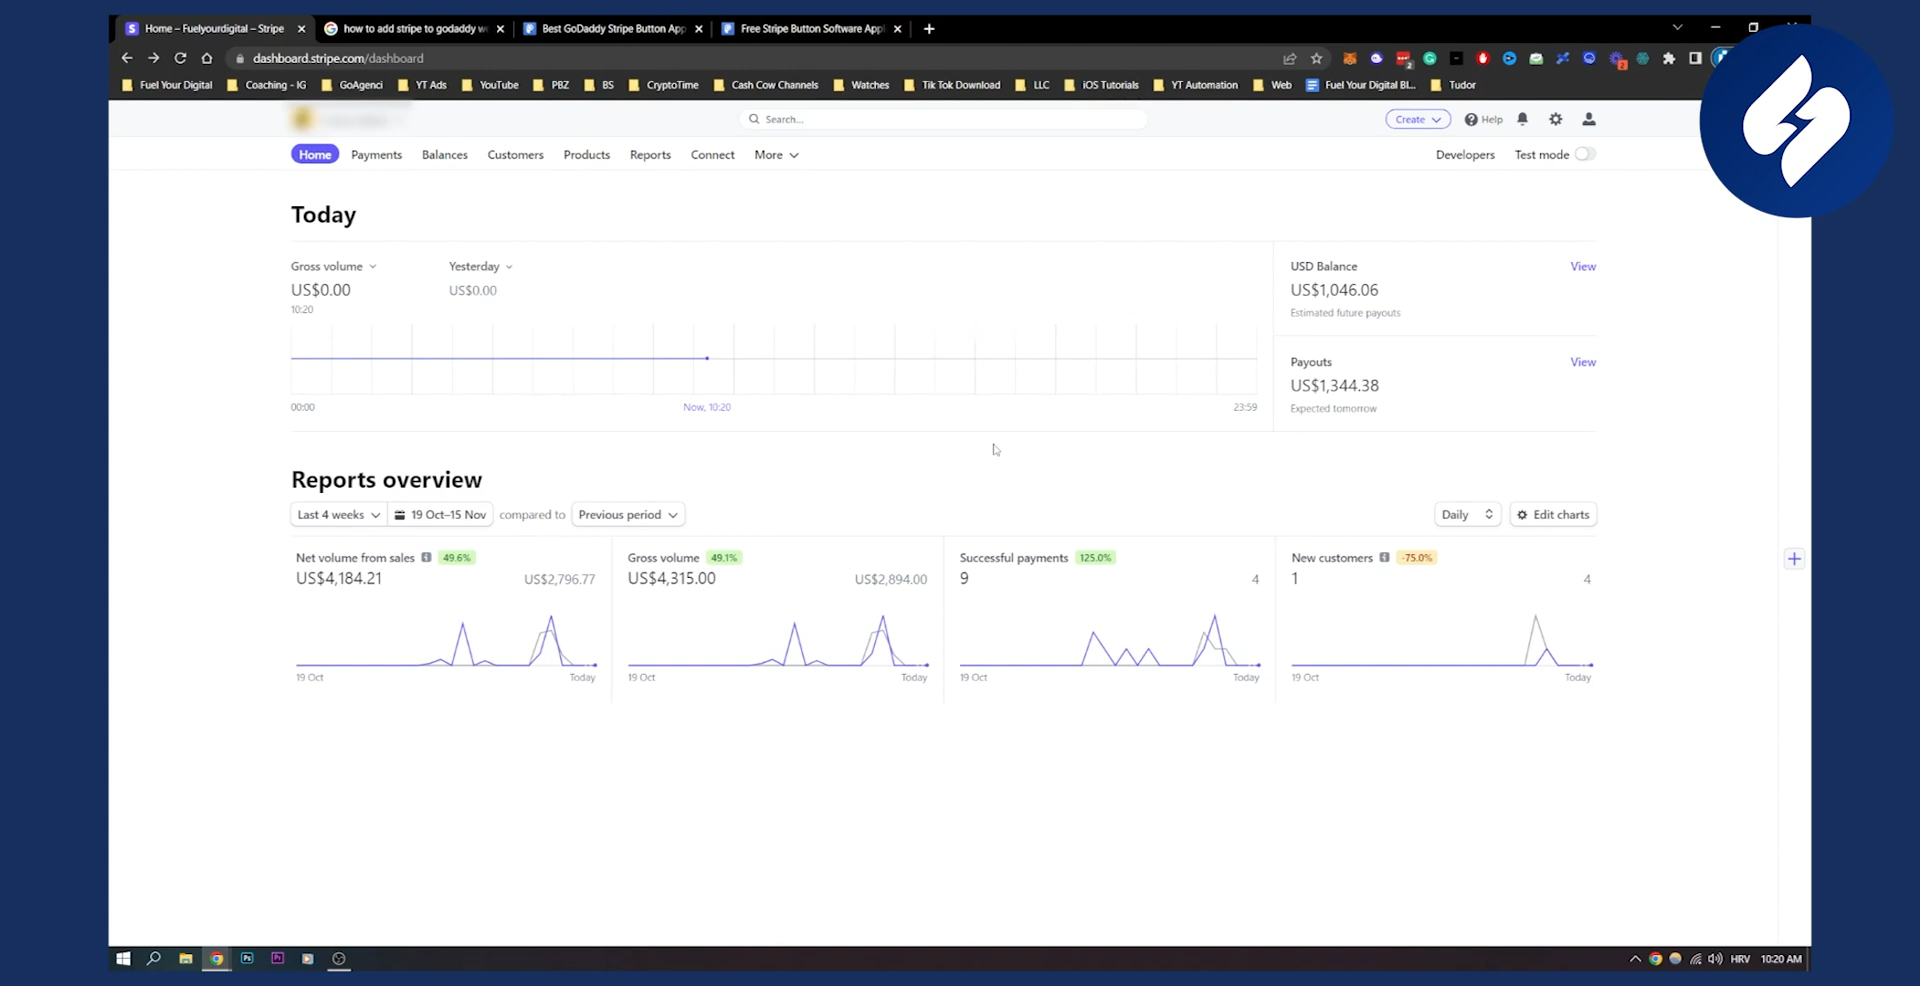 Home – Fuelyourdigital – Stripe
how to add stripe to godaddy we
Best GoDaddy Stripe Button App
Free Stripe Button Software App
dashboard.stripe.com/dashboard
Fuel Your Digital
Coaching - IG
GoAgenci
YT Ads
YouTube
PBZ
BS
CryptoTime
Cash Cow Channels
Watches
Tik Tok Download
LLC
iOS Tutorials
YT Automation
Web
Fuel Your Digital Bl...
Tudor
Search...
Create
Help
Home
Payments
Balances
Customers
Products
Reports
Connect
More
Developers
Test mode
Today
Gross volume
Yesterday
US$0.00
US$0.00
10:20
00:00
Now, 10:20
23:59
USD Balance
View
US$1,046.06
Estimated future payouts
Payouts
View
US$1,344.38
Expected tomorrow
Reports overview
Last 4 weeks
19 Oct–15 Nov
compared to
Previous period
Daily
Edit charts
Net volume from sales
49.6%
US$4,184.21
US$2,796.77
19 Oct
Today
Gross volume
49.1%
US$4,315.00
US$2,894.00
19 Oct
Today
Successful payments
125.0%
9
4
19 Oct
Today
New customers
-75.0%
1
4
19 Oct
Today
Ps
Pr
HRV
10:20 AM